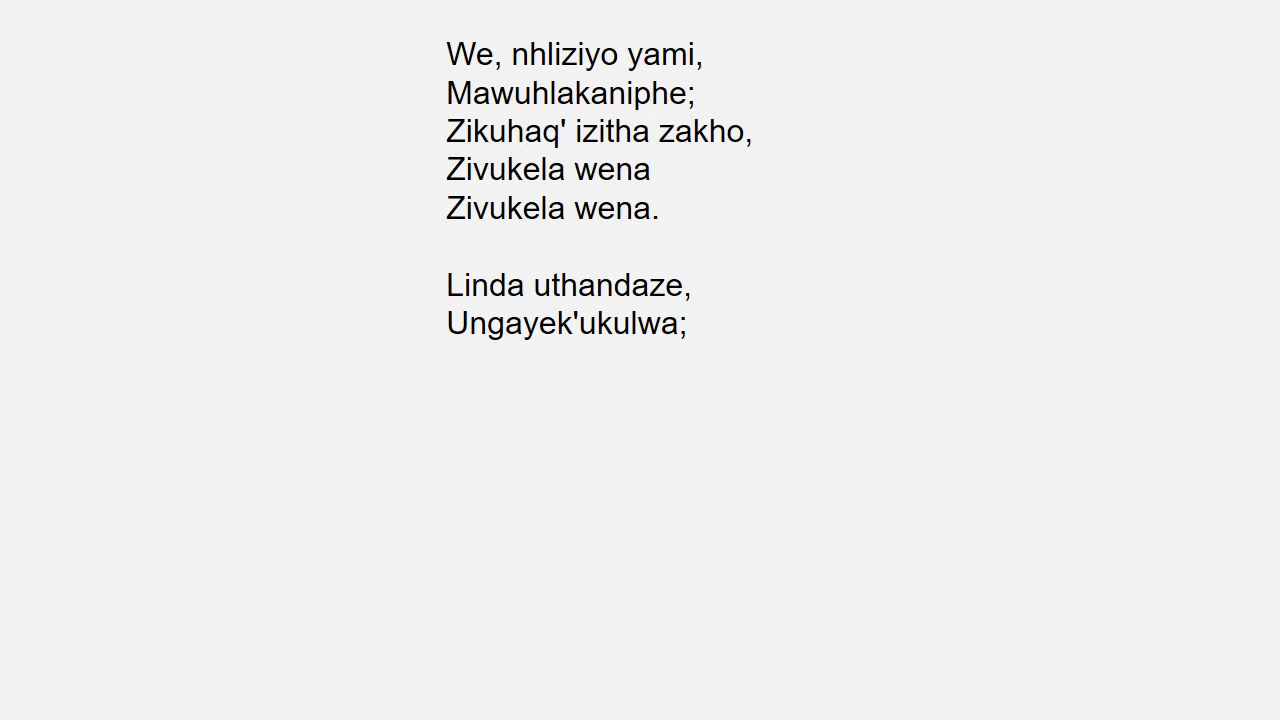 We, nhliziyo yami,
Mawuhlakaniphe;
Zikuhaq' izitha zakho,
Zivukela wena
Zivukela wena.

Linda uthandaze,
Ungayek'ukulwa;